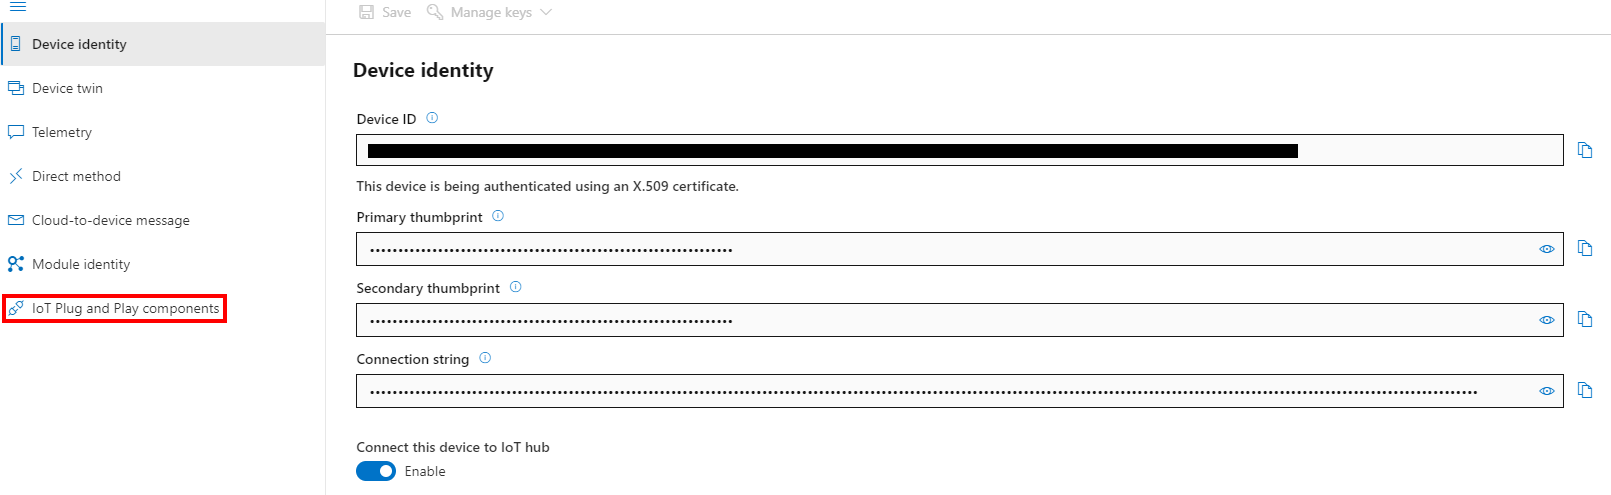 Save Manage keys
Device identity
Device twin
Telemetry
Direct method
Cloud-to-device message
Module identity
IoT Plug and Play components
Device identity
Device ID
This device is being authenticated using an X.509 certificate.
Primary thumbprint
Secondary thumbprint
Connection string
Connect this device to IoT hub
Enable